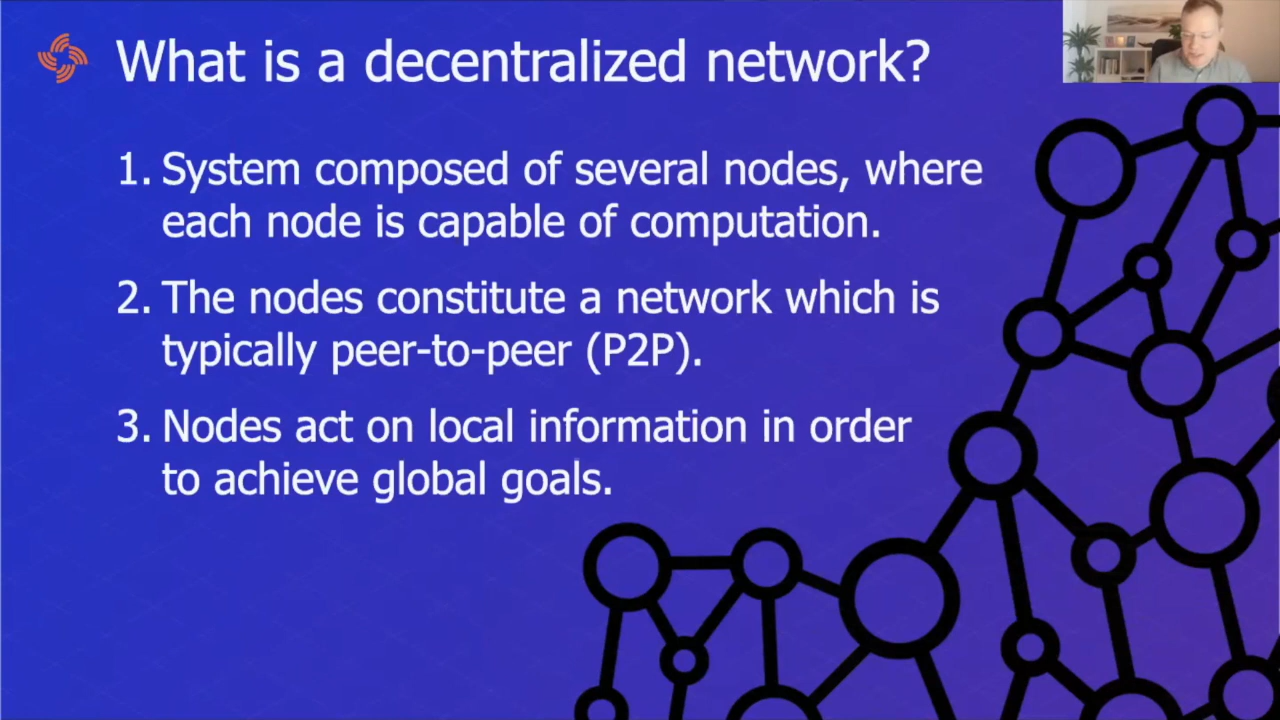 What is a decentralized network?
1. System composed of several nodes, where
each node is capable of computation.
2. The nodes constitute a network which is
typically peer-to-peer (P2P).
3. Nodes act on local information in order
to achieve global goals.